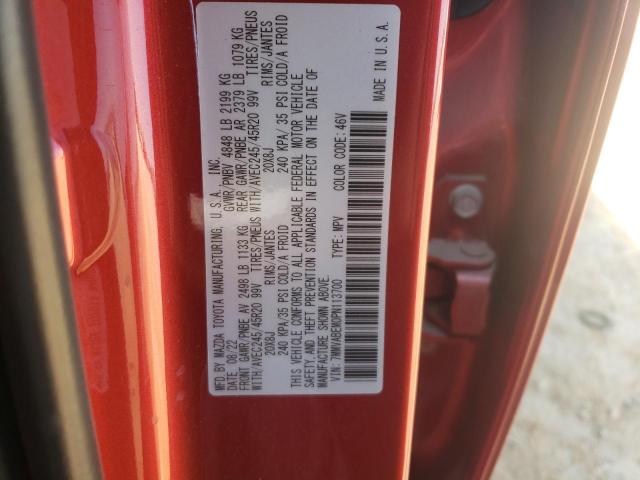 MFD. BY MAZDA TOYOTA MANUFACTURING, U.S.A., INC.
DATE 08/22 GVWR/PNBV 4848 LB 2199 KG
FRONT GAWR/PNBE AV 2498 LB 1133 KG REAR GAWR/PNBE AR 2379 LB 1079 KG
WITH/AVEC245/45R20 99V TIRES/PNEUS WITH/AVEC245/45R20 99V TIRES/PNEUS
20X8J RIMS/JANTES 20X8J RIMS/JANTES
240 KPA/35 PSI COLD/A FROID 240 KPA/35 PSI COLD/A FROID
THIS VEHICLE CONFORMS TO ALL APPLICABLE FEDERAL MOTOR VEHICLE
SAFETY, AND THEFT PREVENTION STANDARDS IN EFFECT ON THE DATE OF
MANUFACTURE SHOWN ABOVE.
VIN: 7MMVABEM0PN113700 TYPE: MPV COLOR CODE: 46V
MADE IN U.S.A.